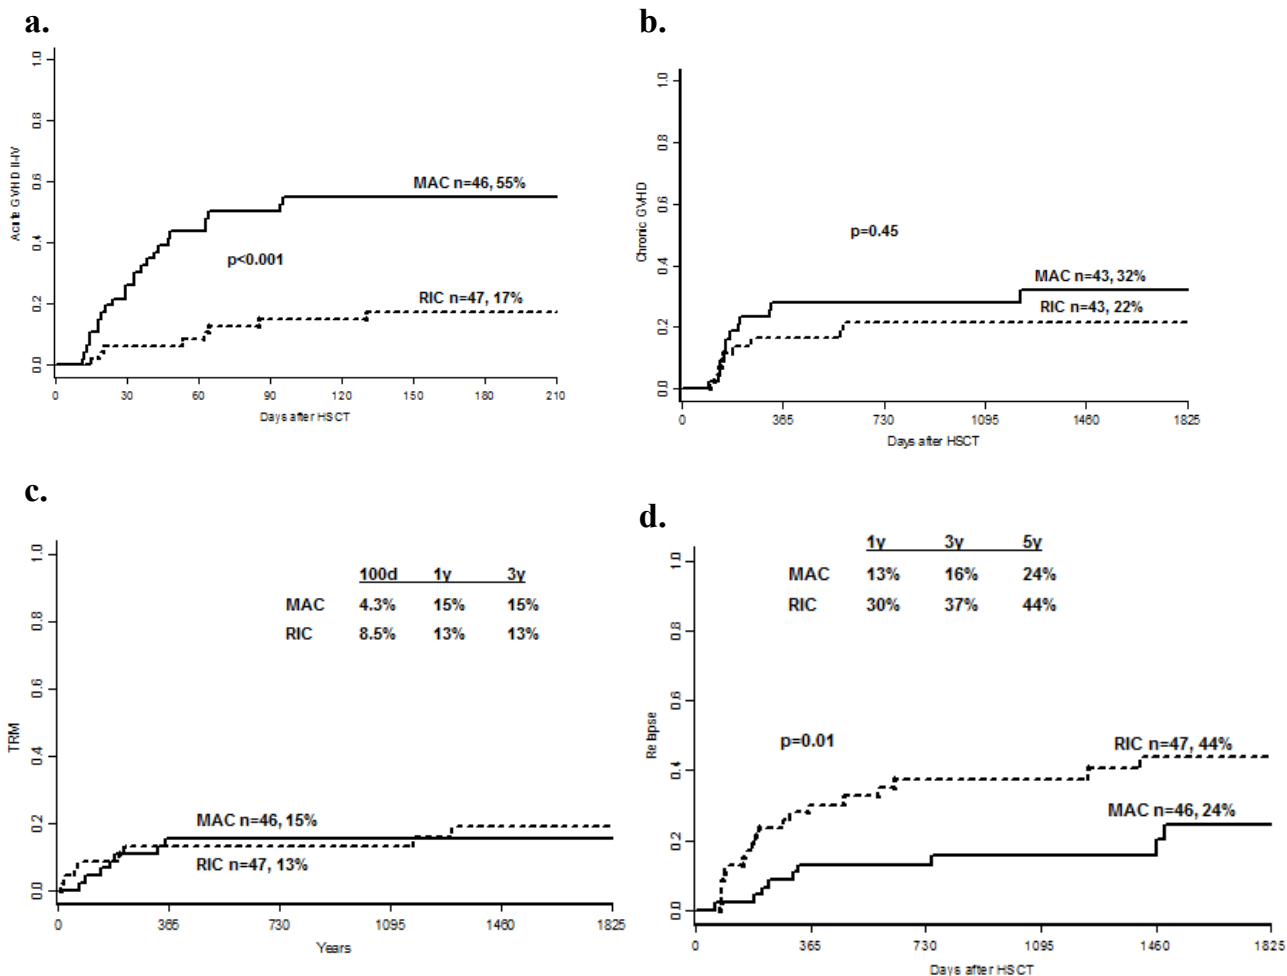 a.
1.0
0.8
0.6
0.4
0.2
0.0
Acute GVHD II-IV
MAC n=46, 55%
p<0.001
RIC n=47, 17%
0 30 60 90 120 150 180 210
Days after HSCT
b.
1.0
0.8
0.6
0.4
0.2
0.0
Chronic GVHD
p=0.45
MAC n=43, 32%
RIC n=43, 22%
0 365 730 1095 1460 1825
Days after HSCT
c.
1.0
0.8
0.6
0.4
0.2
0.0
TRM
100d 1y 3y
MAC 4.3% 15% 15%
RIC 8.5% 13% 13%
MAC n=46, 15%
RIC n=47, 13%
0 365 730 1095 1460 1825
Years
d.
1y 3y 5y
MAC 13% 16% 24%
RIC 30% 37% 44%
1.0
0.8
0.6
0.4
0.2
0.0
Relapse
p=0.01
RIC n=47, 44%
MAC n=46, 24%
0 365 730 1095 1460 1825
Days after HSCT